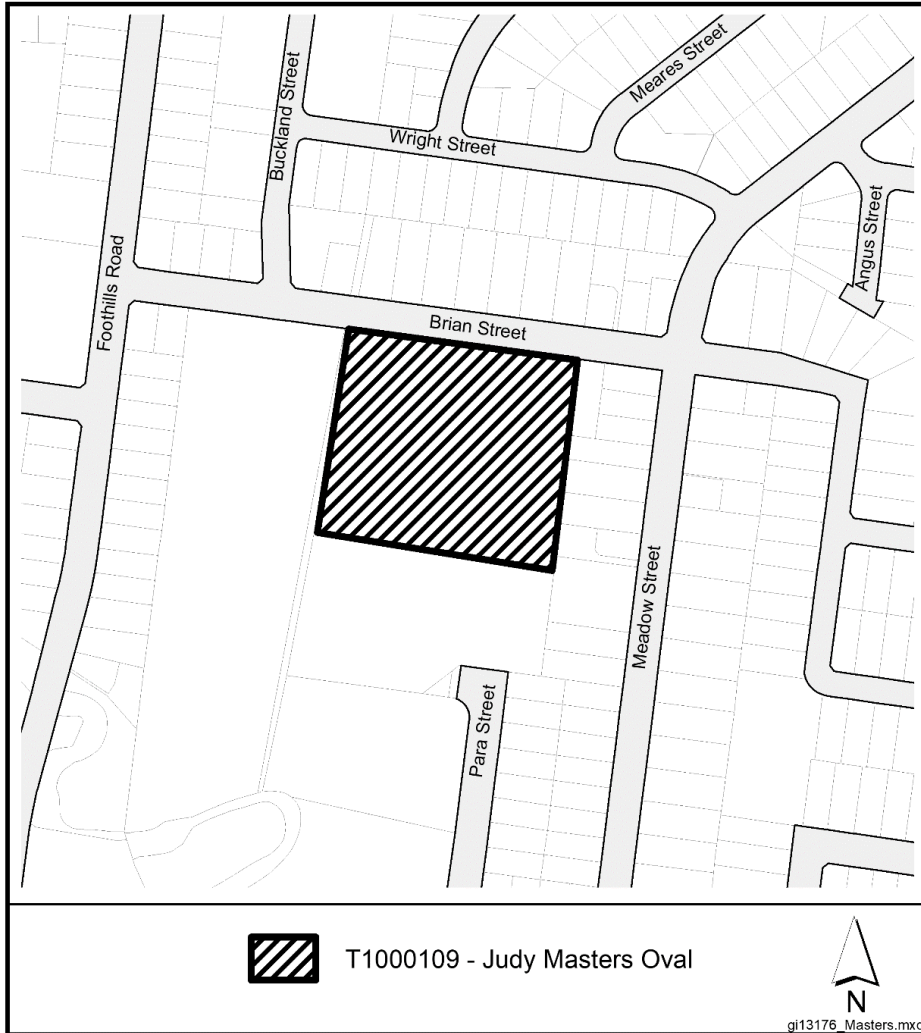 Meares Street
Buckland Street
Wright Street
Angus Street
Foothills Road
Brian Street
Meadow Street
Para Street
T1000109 - Judy Masters Oval
N
gi13176_Masters.mxd